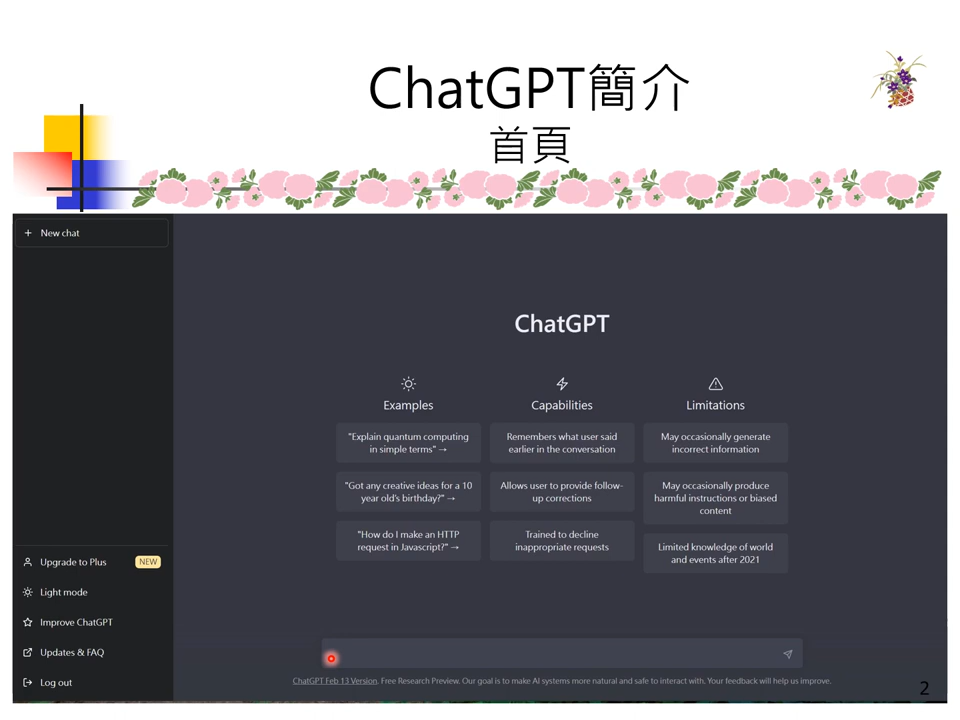 ChatGPT簡介
首頁
+ New chat
ChatGPT
Examples
Capabilities
Limitations
"Explain quantum computing
in simple terms" →
Remembers what user said
earlier in the conversation
May occasionally generate
incorrect information
"Got any creative ideas for a 10
year old's birthday?" →
Allows user to provide follow-
up corrections
May occasionally produce
harmful instructions or biased
content
"How do I make an HTTP
request in Javascript?" →
Trained to decline
inappropriate requests
Limited knowledge of world
and events after 2021
Upgrade to Plus NEW
Light mode
Improve ChatGPT
Updates & FAQ
Log out
ChatGPT Feb 13 Version. Free Research Preview. Our goal is to make AI systems more natural and safe to interact with. Your feedback will help us improve.
2